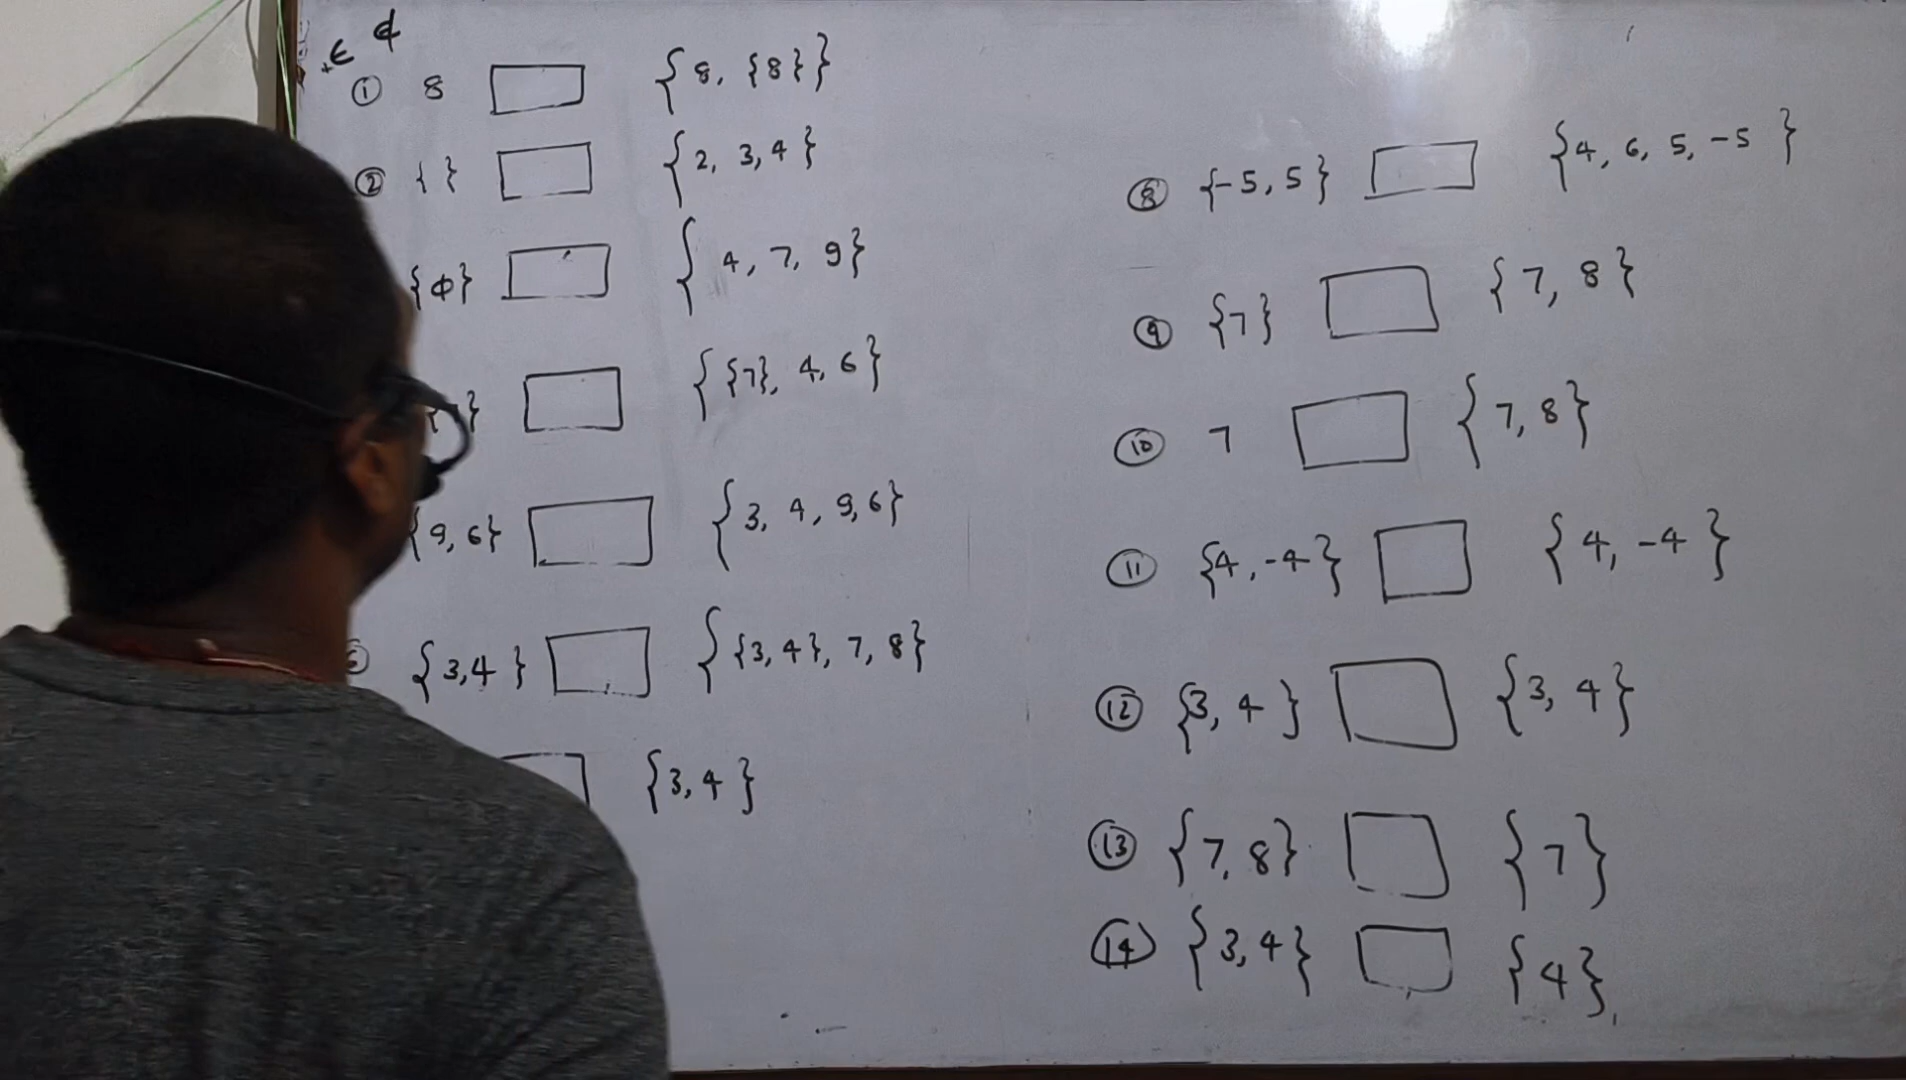 ∈ ∉
① 8 {8, {8}}
② { } {2, 3, 4}
{ϕ} {4, 7, 9}
} {{7}, 4, 6}
{9, 6} {3, 4, 9, 6}
{3,4} {{3,4}, 7, 8}
{3,4}
⑧ {-5, 5} {4, 6, 5, -5}
⑨ {7} {7, 8}
⑩ 7 {7, 8}
⑪ {4, -4} {4, -4}
⑫ {3, 4} {3, 4}
⑬ {7, 8} {7}
⑭ {3, 4} {4}